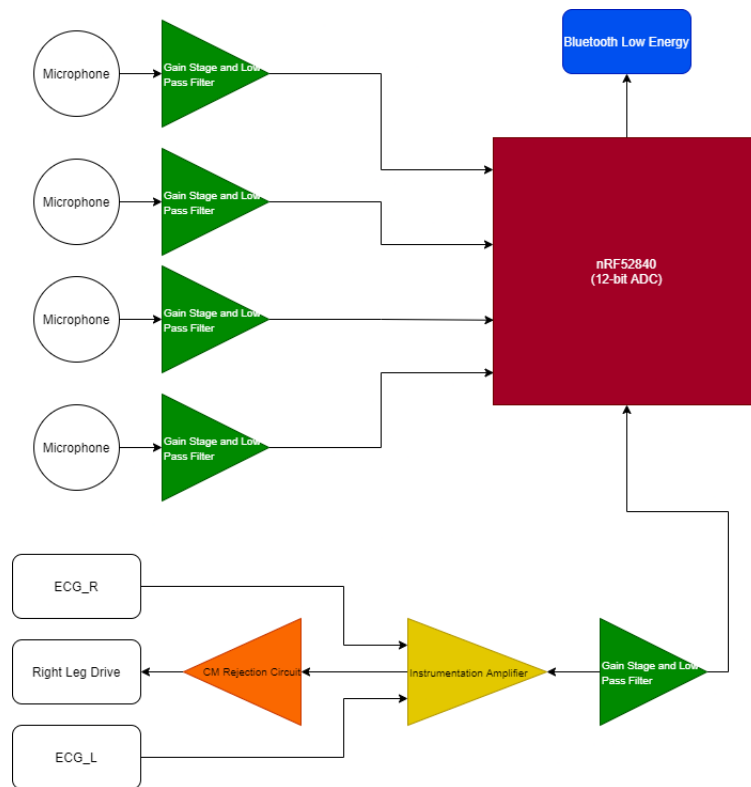 Bluetooth Low Energy
Microphone
Gain Stage and Low
Pass Filter
Microphone
Gain Stage and Low
Pass Filter
nRF52840
(12-bit ADC)
Microphone
Gain Stage and Low
Pass Filter
Microphone
Gain Stage and Low
Pass Filter
ECG_R
Right Leg Drive
CM Rejection Circuit
Instrumentation Amplifier
Gain Stage and Low
Pass Filter
ECG_L